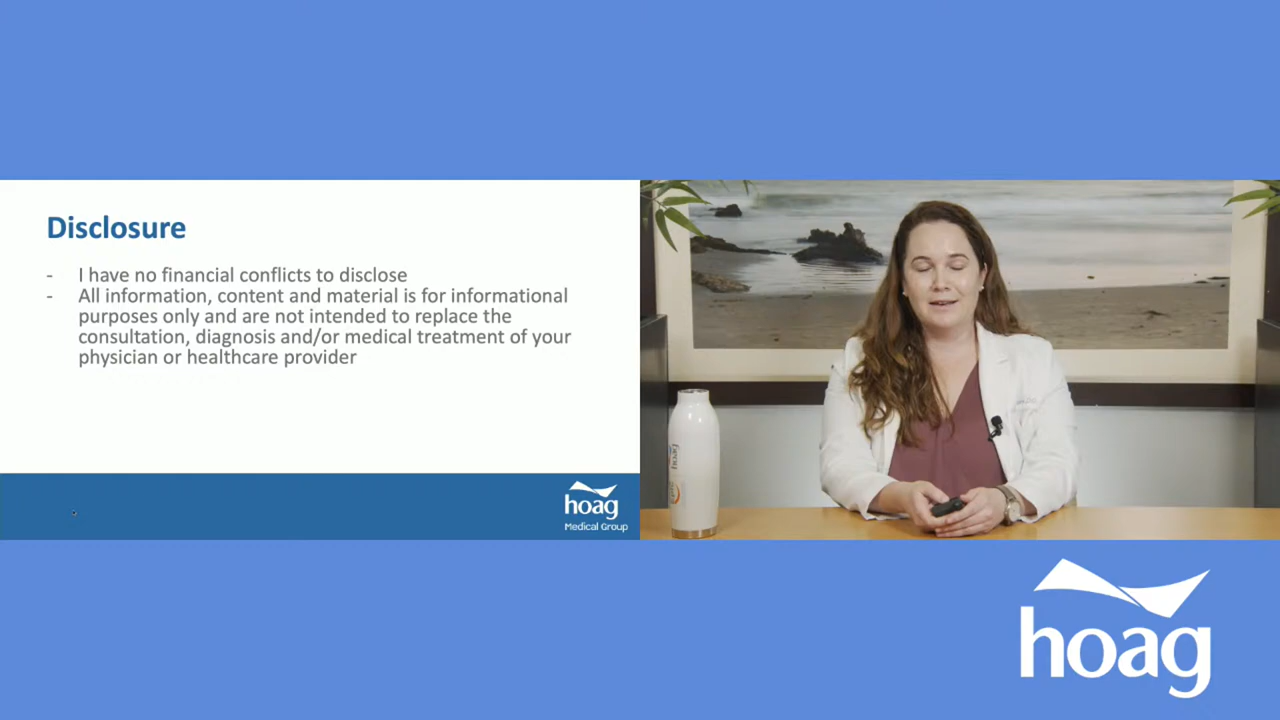 Disclosure
- I have no financial conflicts to disclose
- All information, content and material is for informational
purposes only and are not intended to replace the
consultation, diagnosis and/or medical treatment of your
physician or healthcare provider
hoag
Medical Group
hoag
hoag